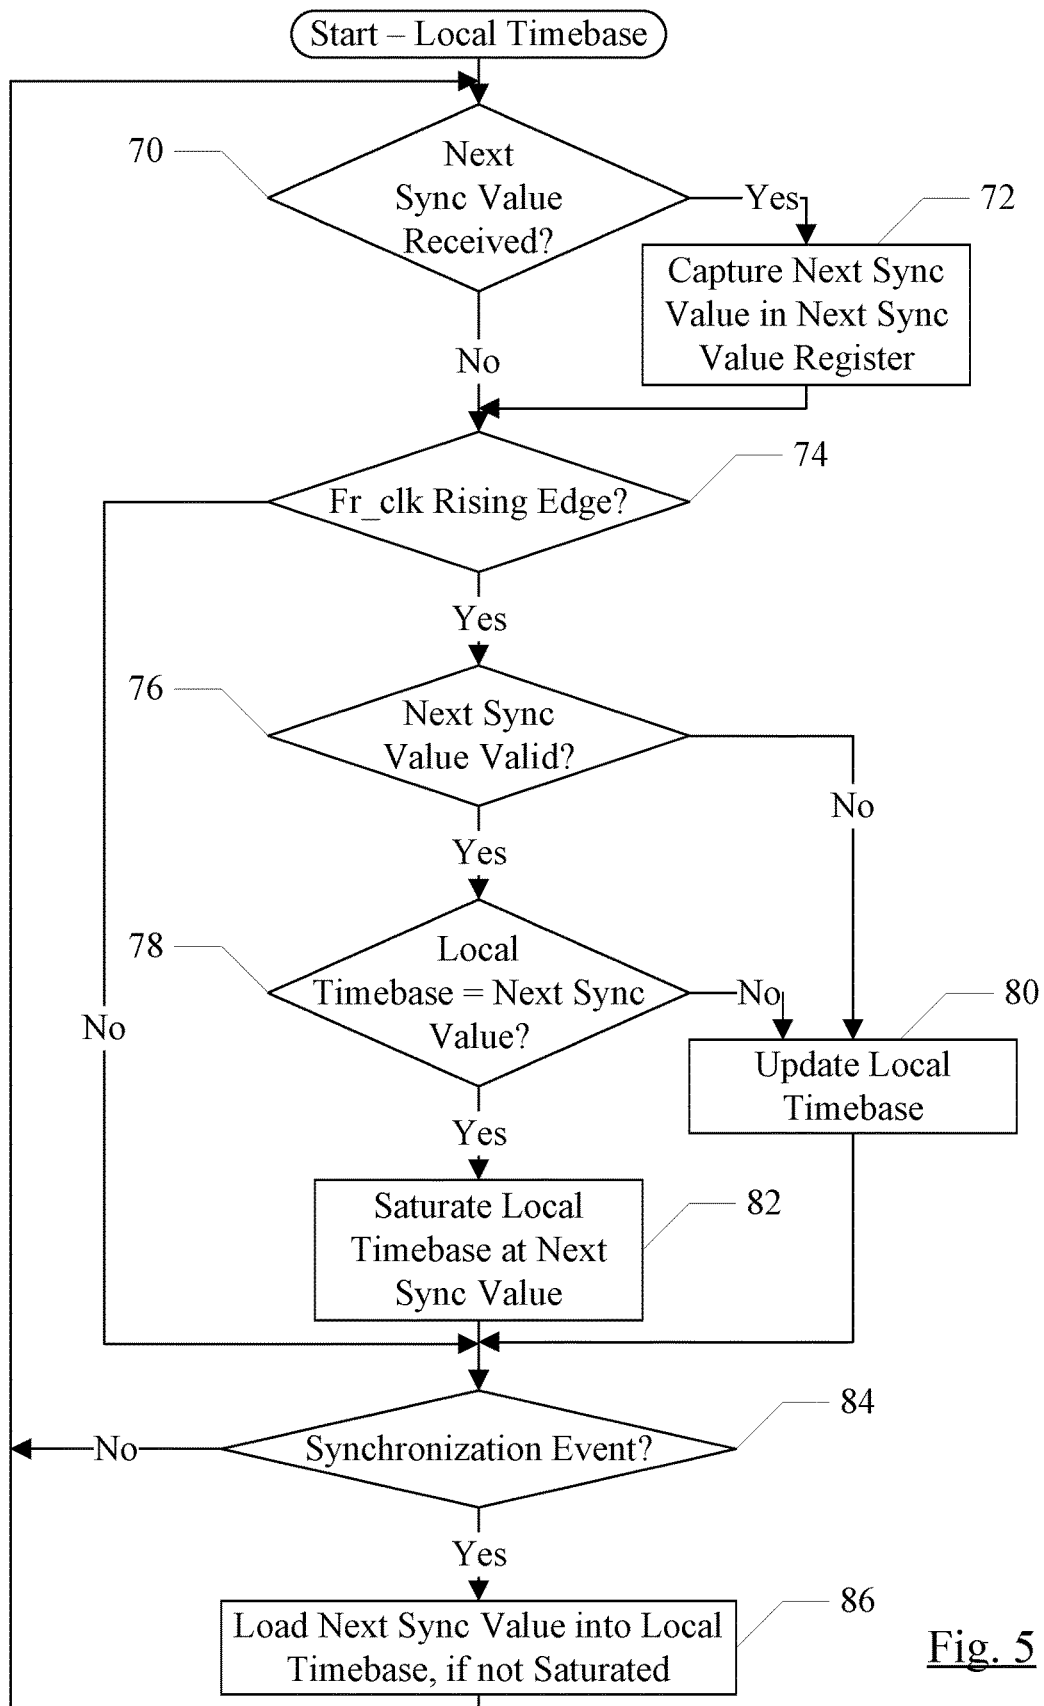 Start – Local Timebase
70
Next
Sync Value
Received?
Yes
72
Capture Next Sync
Value in Next Sync
Value Register
No
74
Fr_clk Rising Edge?
Yes
76
Next Sync
Value Valid?
No
Yes
78
Local
Timebase = Next Sync
Value?
No
80
No
Update Local
Timebase
Yes
82
Saturate Local
Timebase at Next
Sync Value
84
Synchronization Event?
No
Yes
86
Load Next Sync Value into Local
Timebase, if not Saturated
Fig. 5